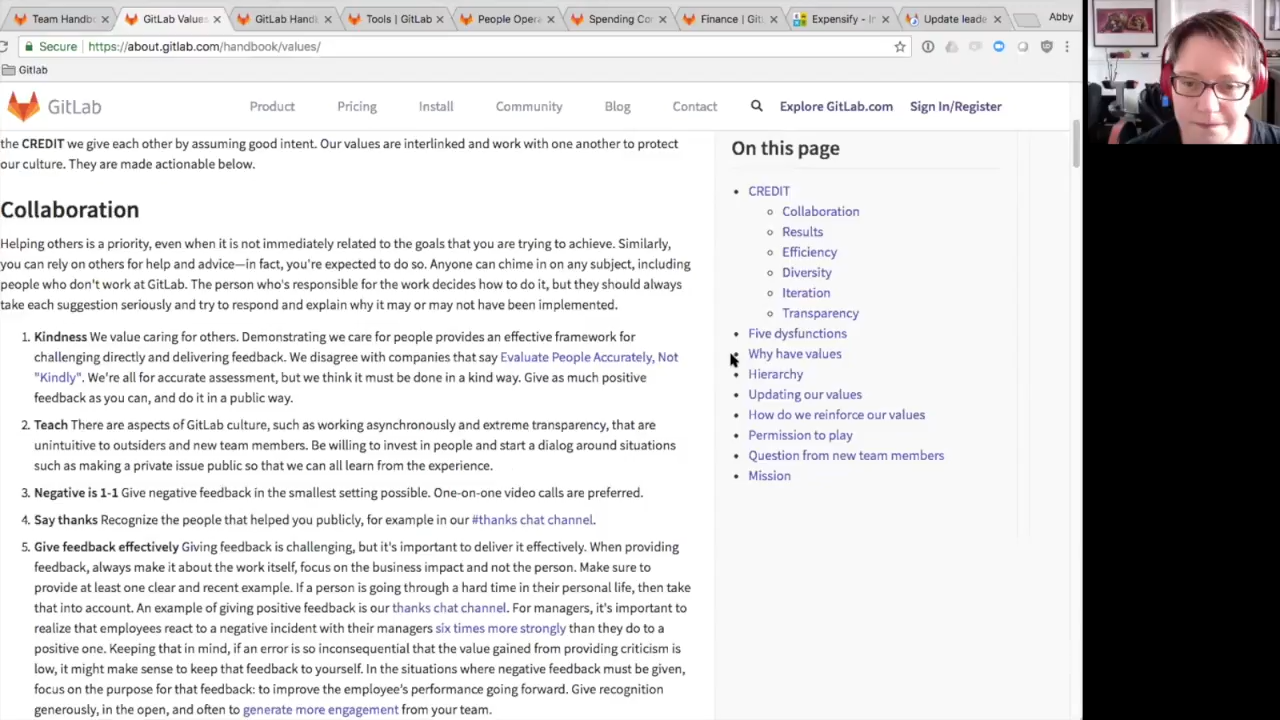 Team Handbo
GitLab Values
GitLab Handb
Tools | GitLab
People Opera
Spending Co
Finance | Git
Expensify - In
Update leade
Abby
Secure https://about.gitlab.com/handbook/values/
Gitlab
GitLab
Product
Pricing
Install
Community
Blog
Contact
Explore GitLab.com
Sign In/Register
the CREDIT we give each other by assuming good intent. Our values are interlinked and work with one another to protect
our culture. They are made actionable below.
Collaboration
Helping others is a priority, even when it is not immediately related to the goals that you are trying to achieve. Similarly,
you can rely on others for help and advice—in fact, you're expected to do so. Anyone can chime in on any subject, including
people who don't work at GitLab. The person who's responsible for the work decides how to do it, but they should always
take each suggestion seriously and try to respond and explain why it may or may not have been implemented.
1. Kindness We value caring for others. Demonstrating we care for people provides an effective framework for
challenging directly and delivering feedback. We disagree with companies that say Evaluate People Accurately, Not
"Kindly". We're all for accurate assessment, but we think it must be done in a kind way. Give as much positive
feedback as you can, and do it in a public way.
2. Teach There are aspects of GitLab culture, such as working asynchronously and extreme transparency, that are
unintuitive to outsiders and new team members. Be willing to invest in people and start a dialog around situations
such as making a private issue public so that we can all learn from the experience.
3. Negative is 1-1 Give negative feedback in the smallest setting possible. One-on-one video calls are preferred.
4. Say thanks Recognize the people that helped you publicly, for example in our #thanks chat channel.
5. Give feedback effectively Giving feedback is challenging, but it's important to deliver it effectively. When providing
feedback, always make it about the work itself, focus on the business impact and not the person. Make sure to
provide at least one clear and recent example. If a person is going through a hard time in their personal life, then take
that into account. An example of giving positive feedback is our thanks chat channel. For managers, it's important to
realize that employees react to a negative incident with their managers six times more strongly than they do to a
positive one. Keeping that in mind, if an error is so inconsequential that the value gained from providing criticism is
low, it might make sense to keep that feedback to yourself. In the situations where negative feedback must be given,
focus on the purpose for that feedback: to improve the employee's performance going forward. Give recognition
generously, in the open, and often to generate more engagement from your team.
On this page
CREDIT
Collaboration
Results
Efficiency
Diversity
Iteration
Transparency
Five dysfunctions
Why have values
Hierarchy
Updating our values
How do we reinforce our values
Permission to play
Question from new team members
Mission